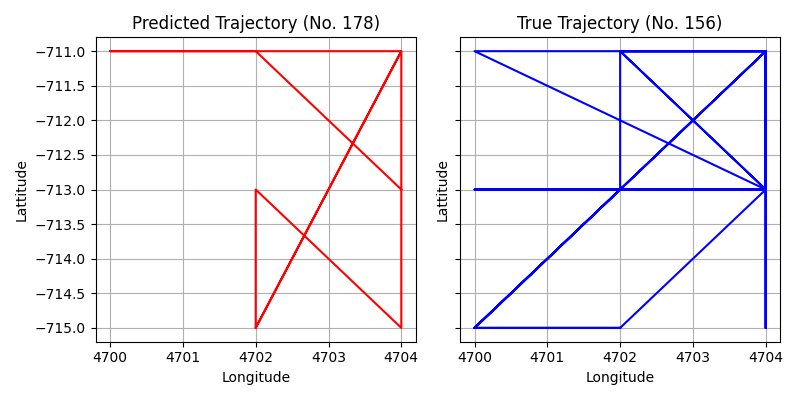 Predicted Trajectory (No. 178)
True Trajectory (No. 156)
−711.0
−711.5
−712.0
−712.5
−713.0
−713.5
−714.0
−714.5
−715.0
Lattitude
Lattitude
4700 4701 4702 4703 4704
4700 4701 4702 4703 4704
Longitude
Longitude